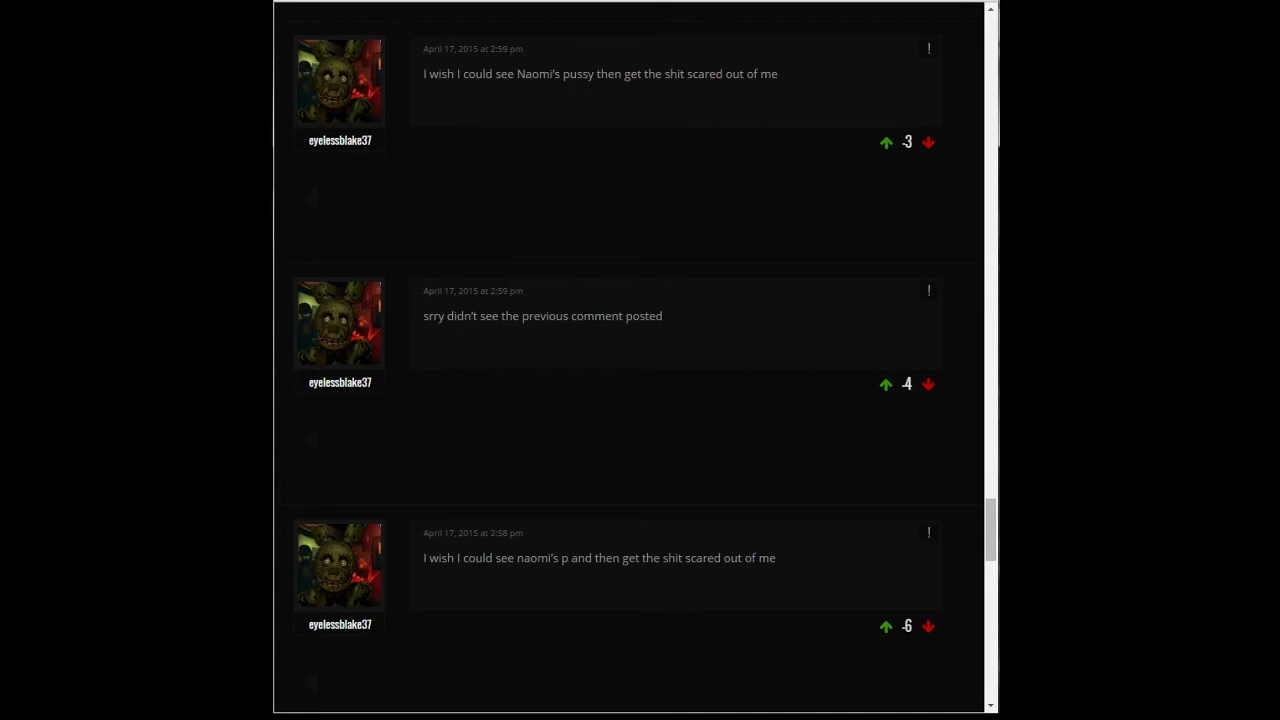 April 17, 2015 at 2:59 pm
!
I wish I could see Naomi's pussy then get the shit scared out of me
eyelessblake37
-3
April 17, 2015 at 2:59 pm
!
srry didn't see the previous comment posted
eyelessblake37
-4
April 17, 2015 at 2:58 pm
!
I wish I could see naomi's p and then get the shit scared out of me
eyelessblake37
-6